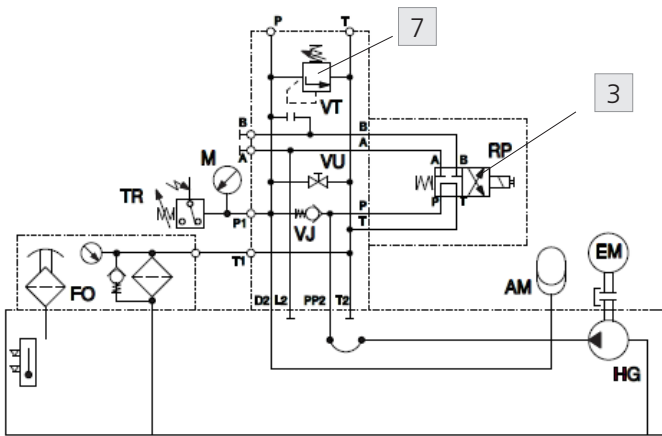 P T
7
VT
3
B B
A A
A B RP
M
VU
TR
P
P T
P1 VJ T
T1
EM
AM
FO
D2 L2 PP2 T2
HG